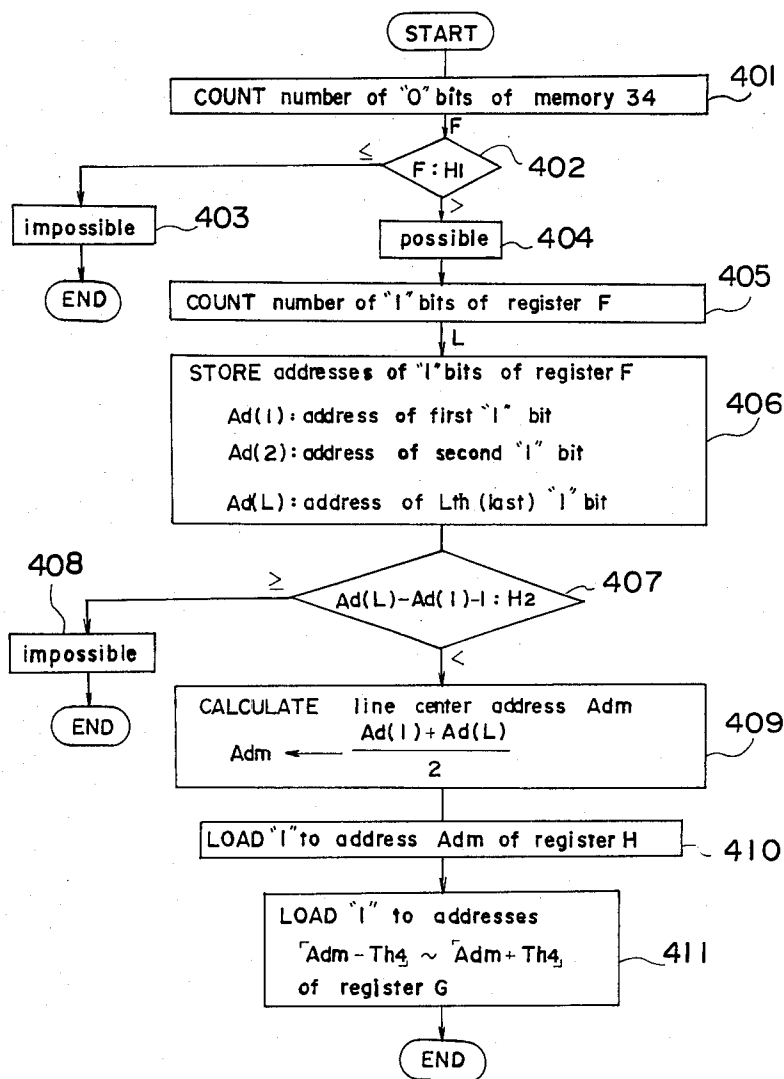 START
COUNT number of "0" bits of memory 34
401
F
≤
F : H1
402
>
impossible
403
possible
404
END
405
COUNT number of "1" bits of register F
L
STORE addresses of "1" bits of register F
Ad(1): address of first "1" bit
Ad(2): address of second "1" bit
Ad(L): address of Lth (last) "1" bit
406
408
≥
Ad(L)-Ad(1)-1 : H2
407
impossible
<
END
CALCULATE line center address Adm
Adm ← Ad(1) + Ad(L)
2
409
LOAD "1" to address Adm of register H
410
LOAD "1" to addresses
「Adm - Th4」 ~ 「Adm + Th4」
of register G
411
END